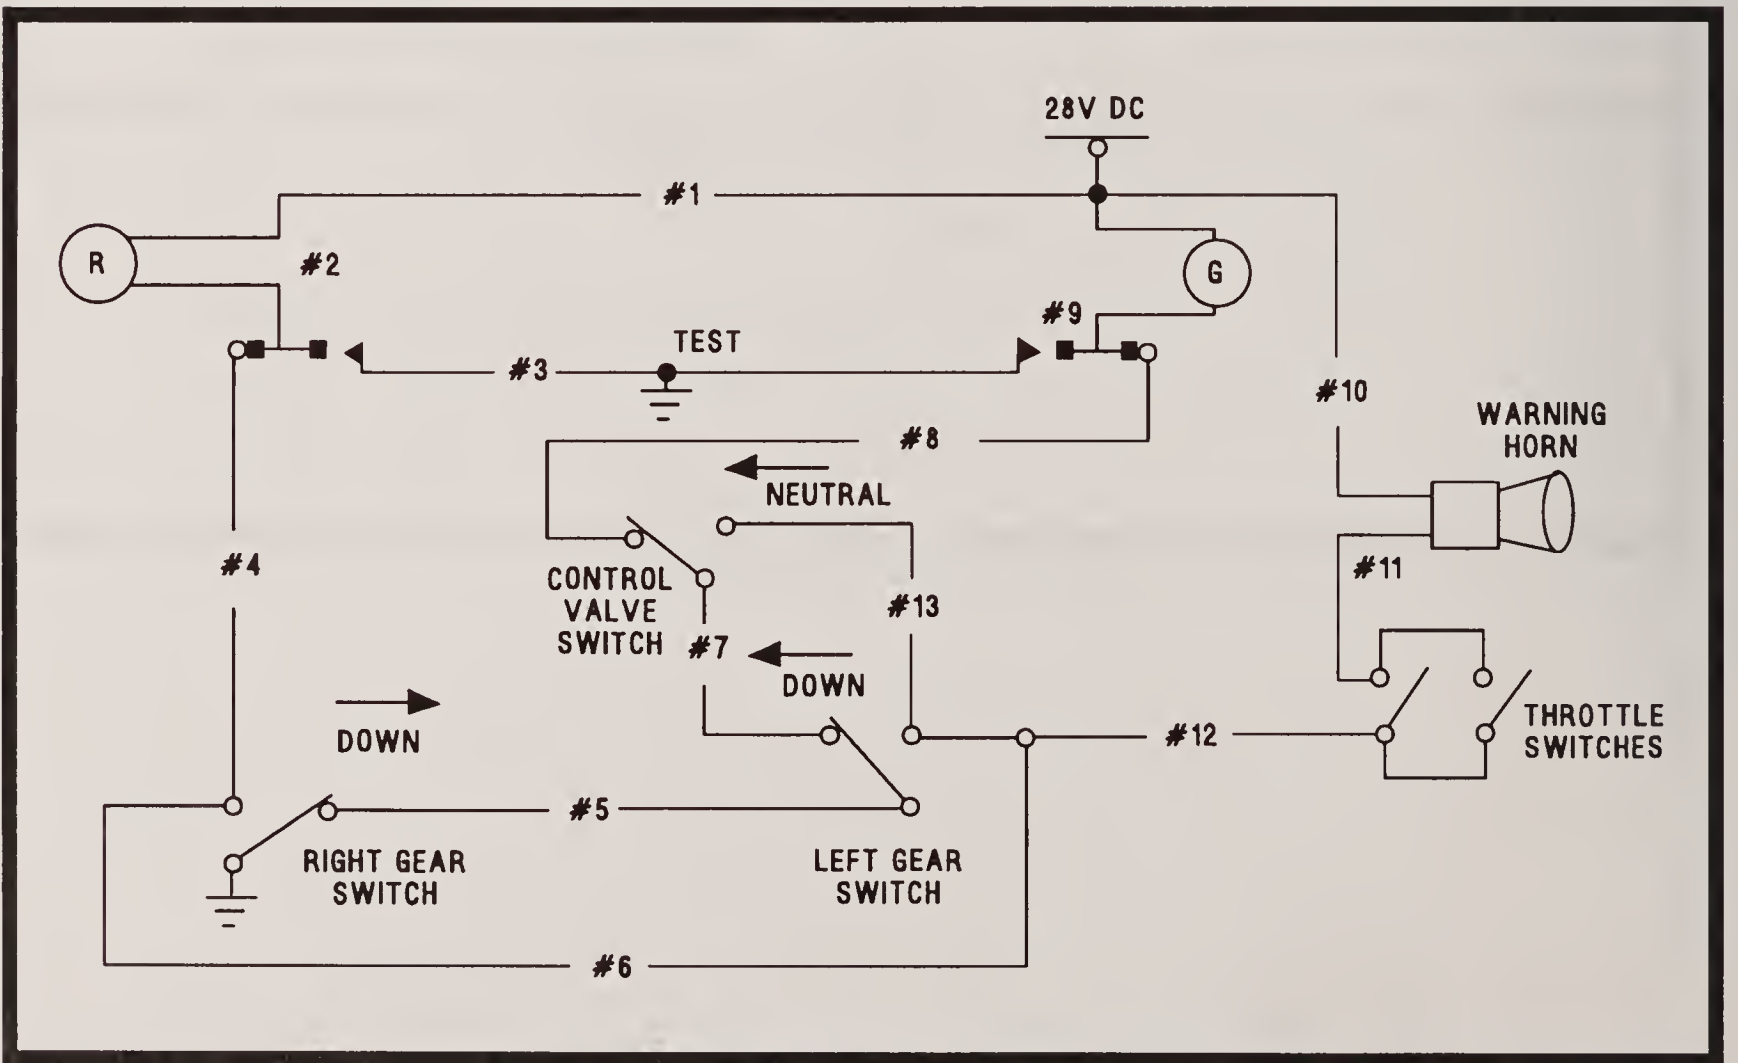 28V DC
#1
R
#2
G
#9
TEST
#3
#10
WARNING
HORN
#8
NEUTRAL
#4
#11
CONTROL
VALVE
SWITCH
#13
#7
DOWN
DOWN
#12
THROTTLE
SWITCHES
#5
RIGHT GEAR
SWITCH
LEFT GEAR
SWITCH
#6